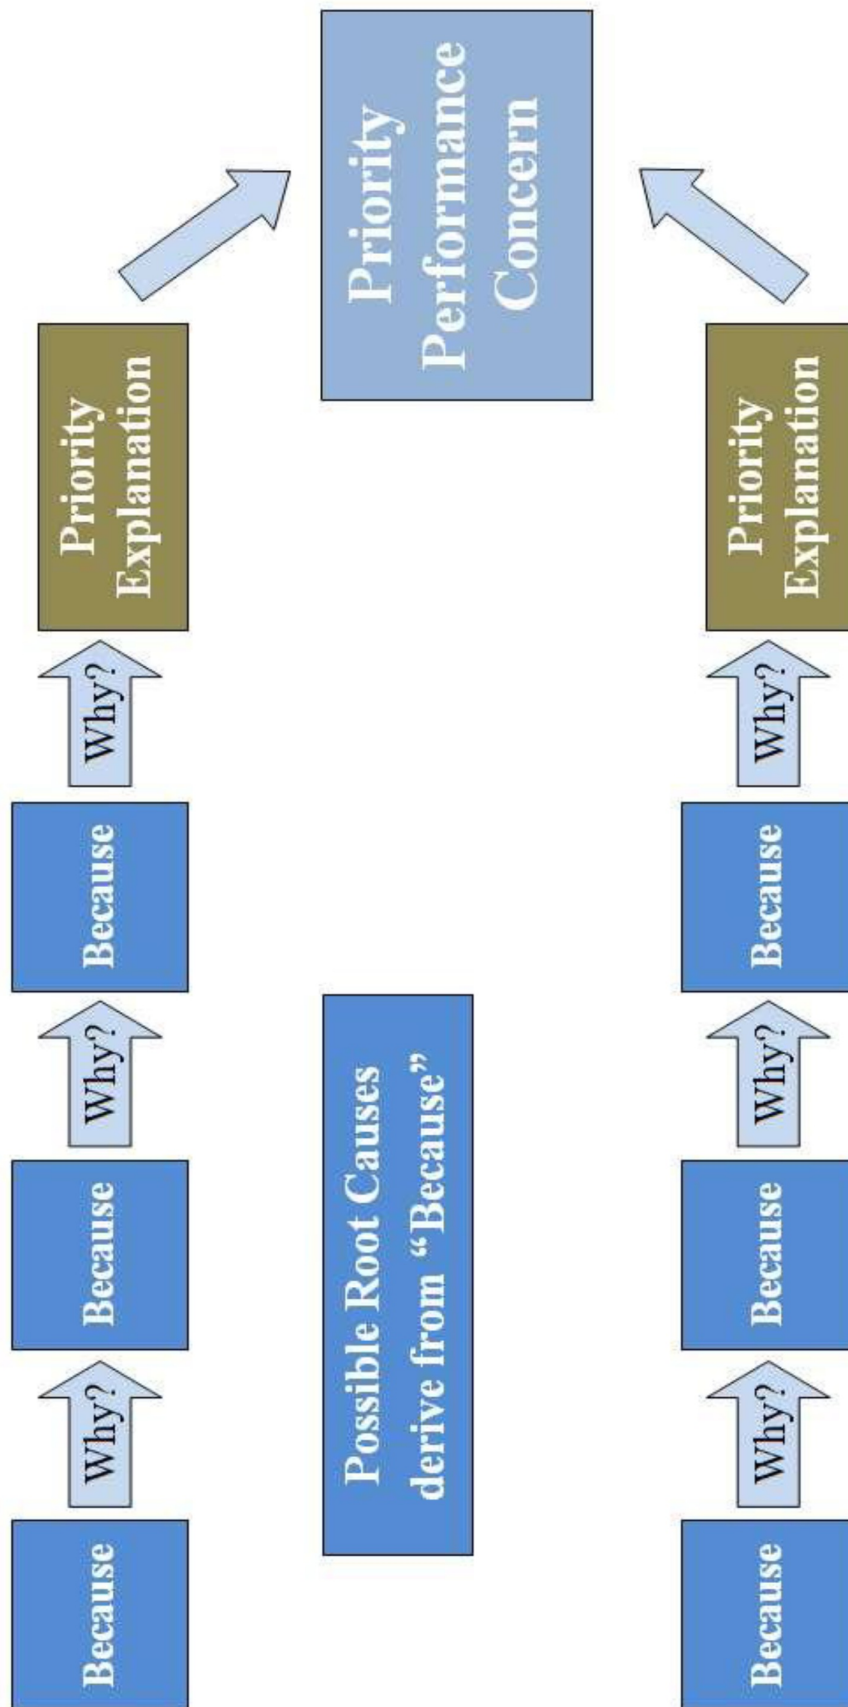 Because
Why?
Because
Why?
Because
Why?
Priority
Explanation
Possible Root Causes
derive from “Because”
Priority
Performance
Concern
Because
Why?
Because
Why?
Because
Why?
Priority
Explanation